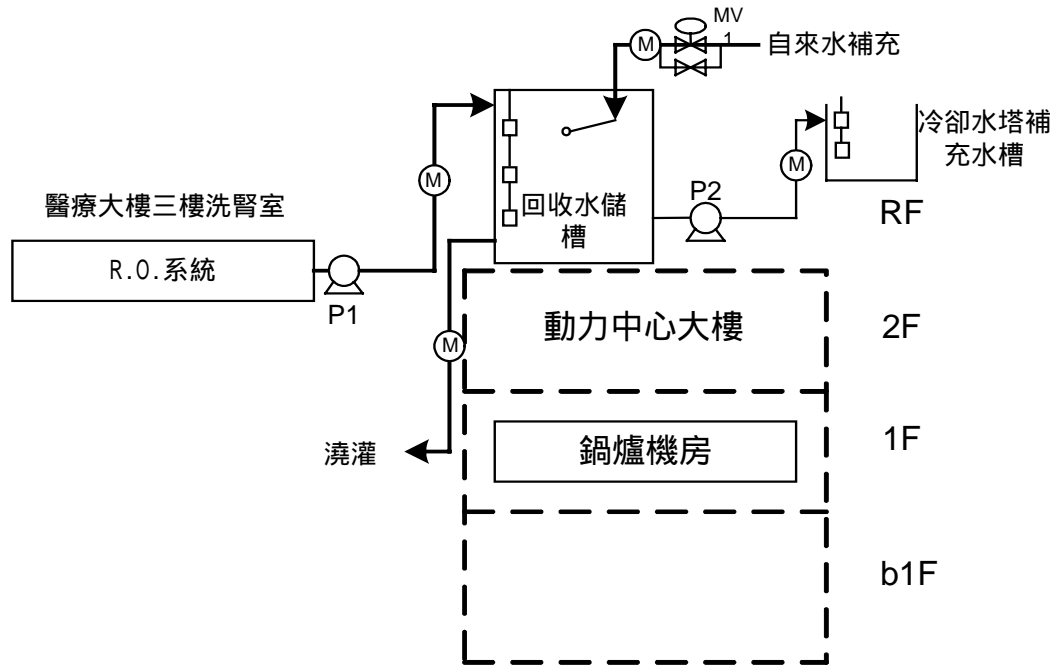 MV
1
M
自來水補充
冷卻水塔補
充水槽
M
M
醫療大樓三樓洗腎室
P2
回收水儲
槽
RF
R.O.系統
P1
動力中心大樓
2F
M
1F
鍋爐機房
澆灌
b1F